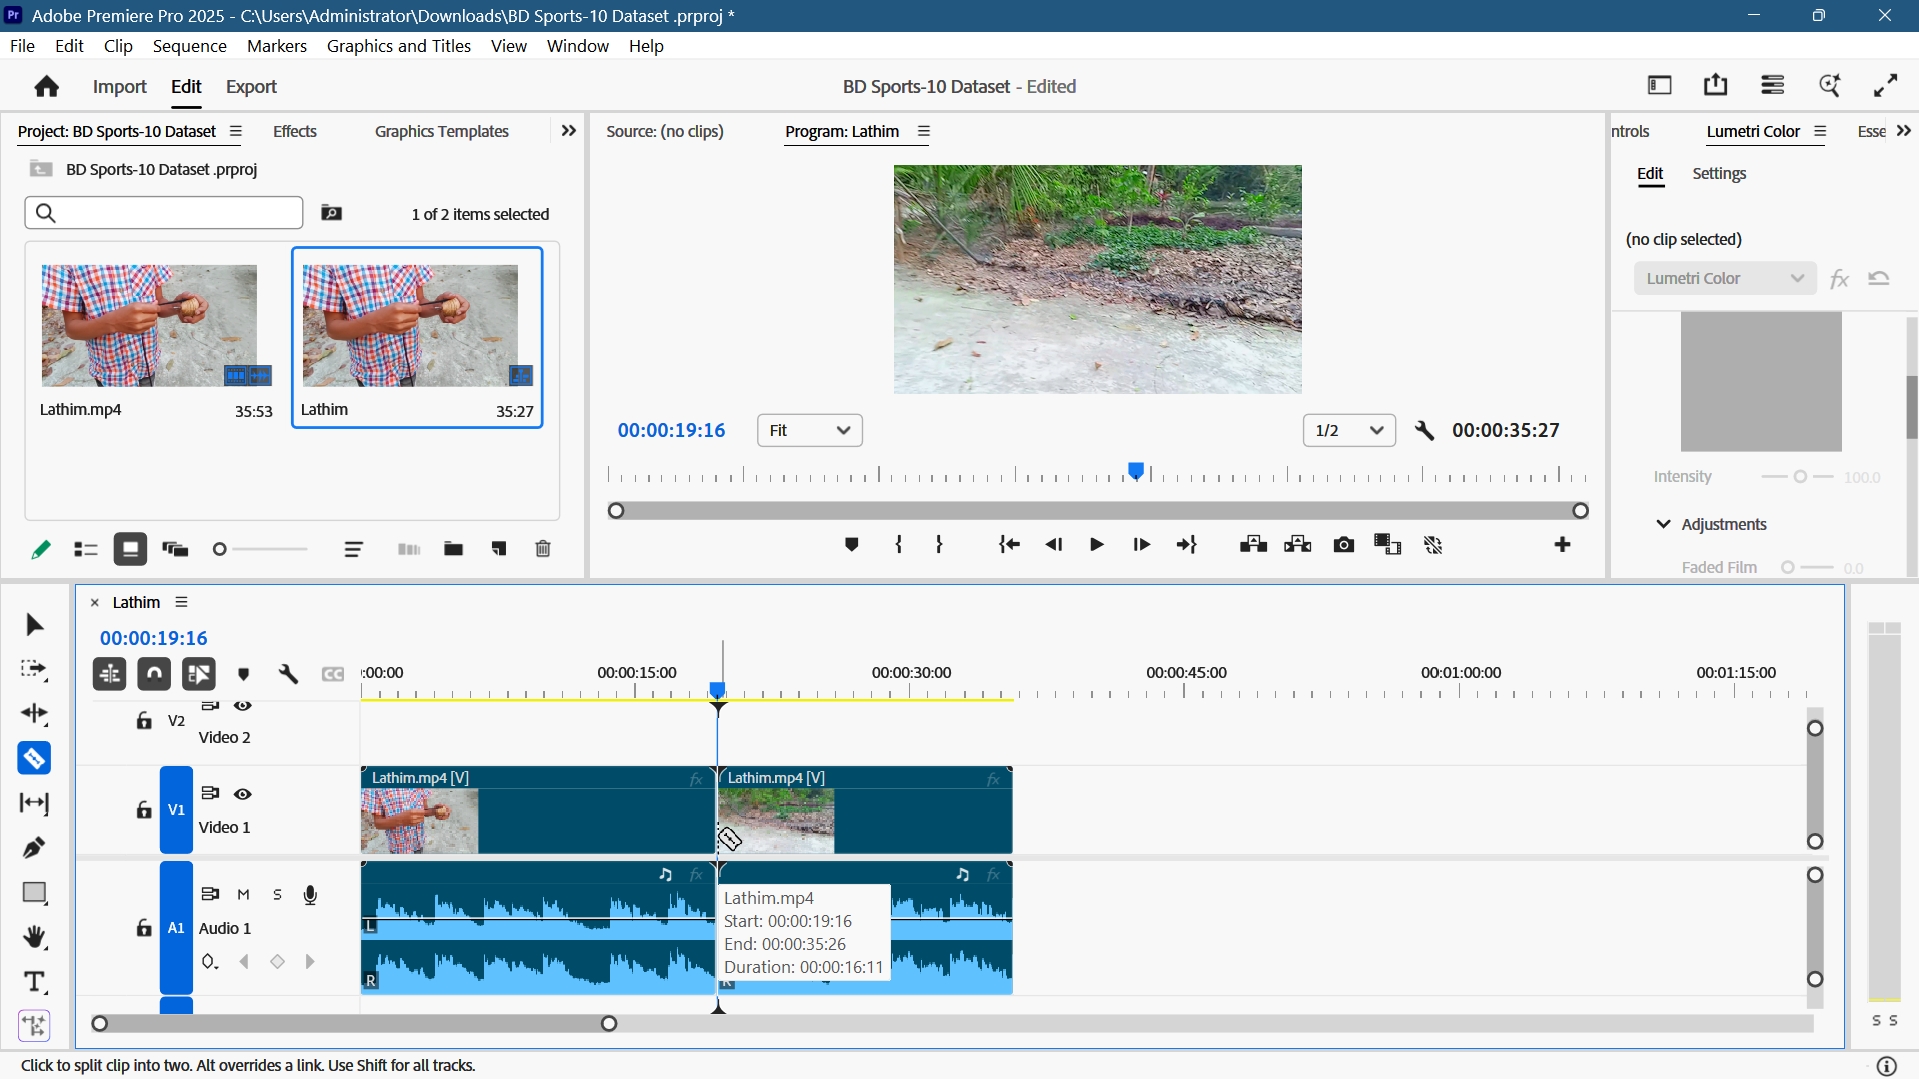 Pr Adobe Premiere Pro 2025 - C:\Users\Administrator\Downloads\BD Sports-10 Dataset .prproj *
File Edit Clip Sequence Markers Graphics and Titles View Window Help
Import Edit Export BD Sports-10 Dataset - Edited
Project: BD Sports-10 Dataset Effects Graphics Templates Source: (no clips) Program: Lathim ntrols Lumetri Color Esse
BD Sports-10 Dataset .prproj
Edit Settings
1 of 2 items selected
(no clip selected)
Lumetri Color fx
Lathim.mp4 35:53 Lathim 35:27
00:00:19:16 Fit 1/2 00:00:35:27
Intensity 100.0
Adjustments
Faded Film 0.0
× Lathim
00:00:19:16
:00:00 00:00:15:00 00:00:30:00 00:00:45:00 00:01:00:00 00:01:15:00
CC
V2
Video 2
Lathim.mp4 [V] fx Lathim.mp4 [V] fx
V1
Video 1
fx fx
M S
L
A1 Audio 1
R
Lathim.mp4
Start: 00:00:19:16
End: 00:00:35:26
Duration: 00:00:16:11
T
S S
Click to split clip into two. Alt overrides a link. Use Shift for all tracks.